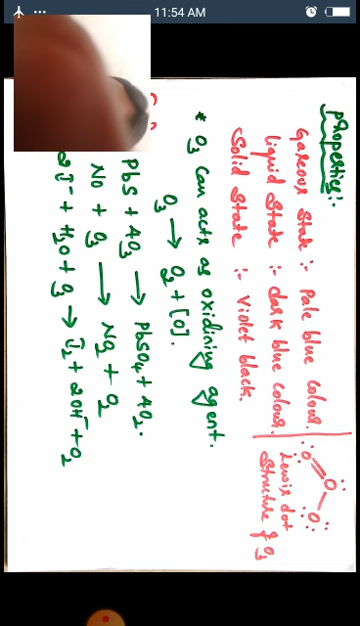 11:54 AM
Properties:-
Gaseous State :- Pale blue colour.
liquid State :- dark blue colour.
Solid State :- Violet black.
Lewis dot
Structure of O₃
* O₃ can acts as oxidining agent.
O₃ → O₂ + [O].
PbS + 4O₃ → PbSO₄ + 4O₂.
NO + O₃ → NO₂ + O₂
2I⁻ + H₂O + O₃ → I₂ + 2OH⁻ + O₂